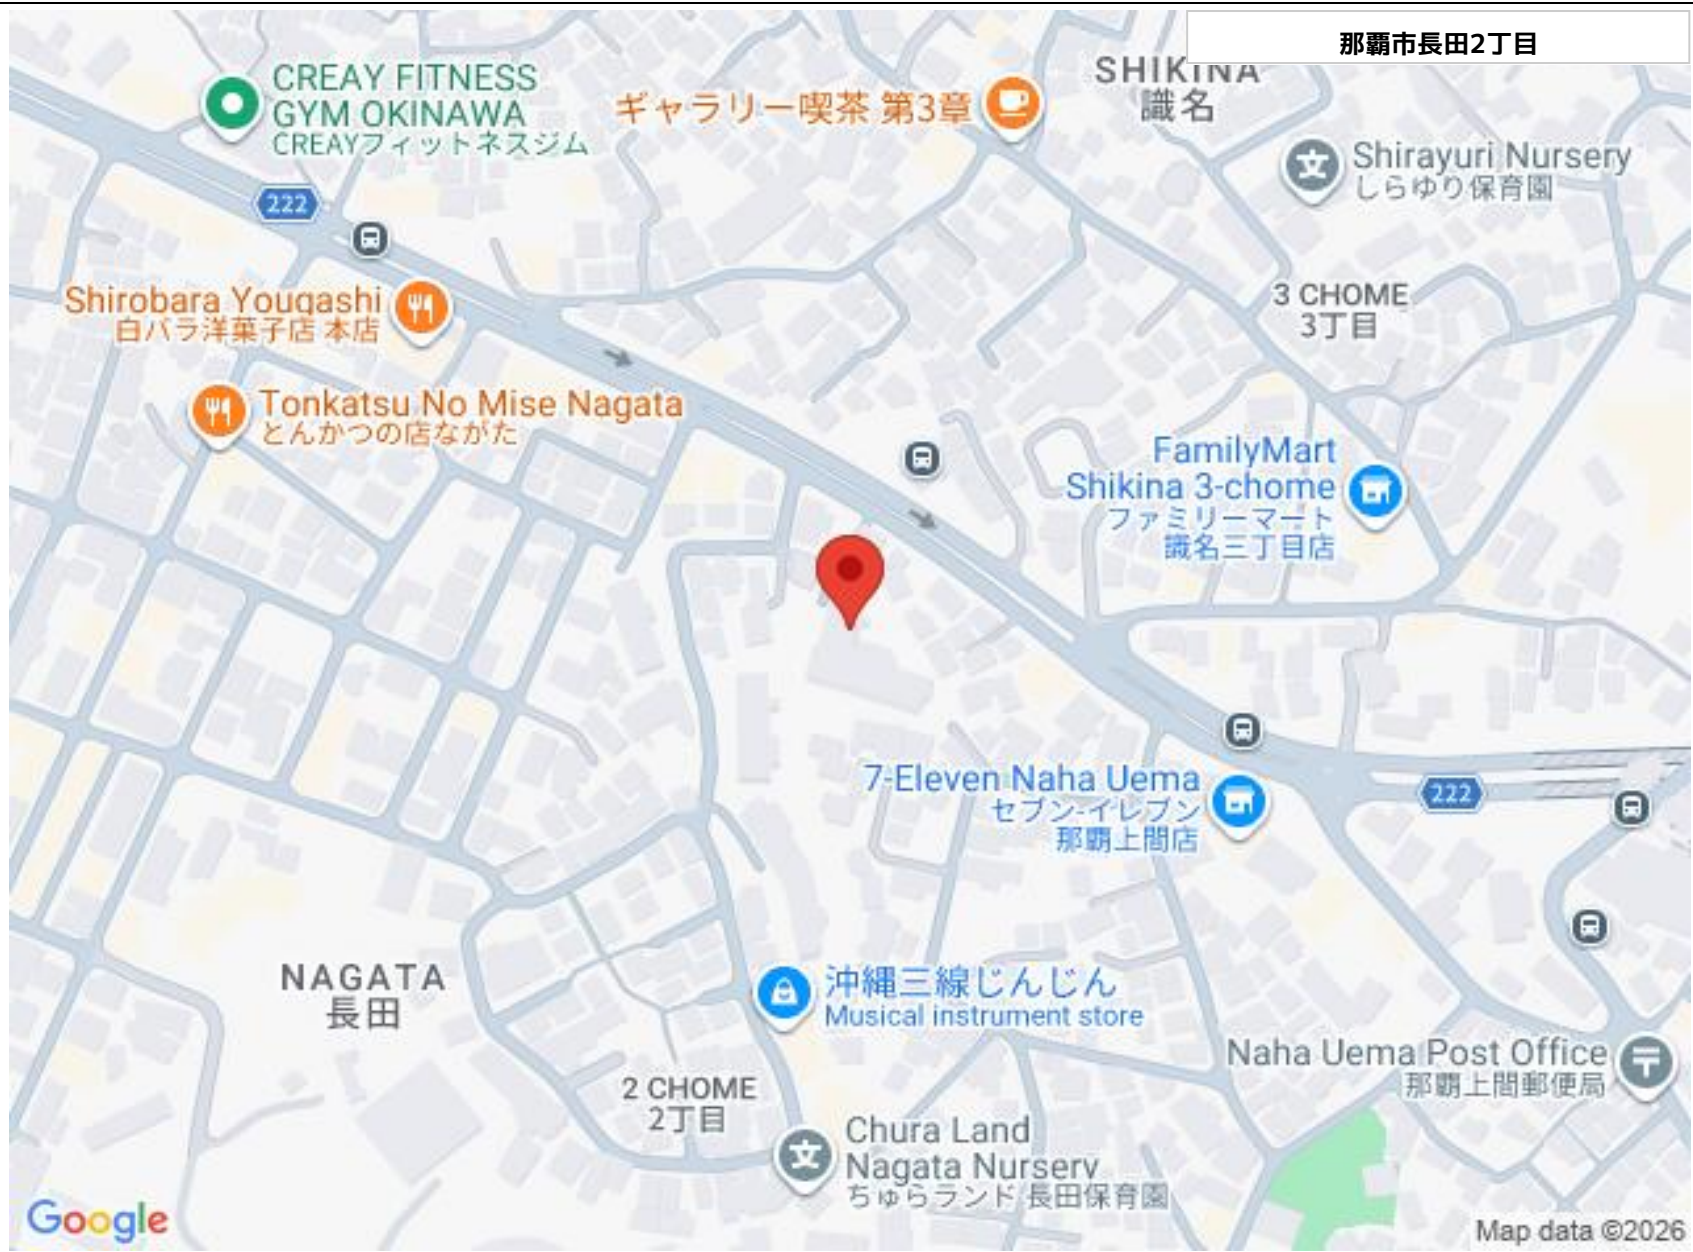 那覇市長田2丁目
CREAY FITNESS
GYM OKINAWA
CREAYフィットネスジム
ギャラリー喫茶 第3章
SHIKINA
識名
Shirayuri Nursery
しらゆり保育園
222
Shirobara Yougashi
白バラ洋菓子店 本店
3 CHOME
3丁目
Tonkatsu No Mise Nagata
とんかつの店ながた
FamilyMart
Shikina 3-chome
ファミリーマート
識名三丁目店
7-Eleven Naha Uema
セブン-イレブン
那覇上間店
222
NAGATA
長田
沖縄三線じんじん
Musical instrument store
Naha Uema Post Office
那覇上間郵便局
2 CHOME
2丁目
Chura Land
Nagata Nursery
ちゅらランド 長田保育園
Google
Map data ©2026